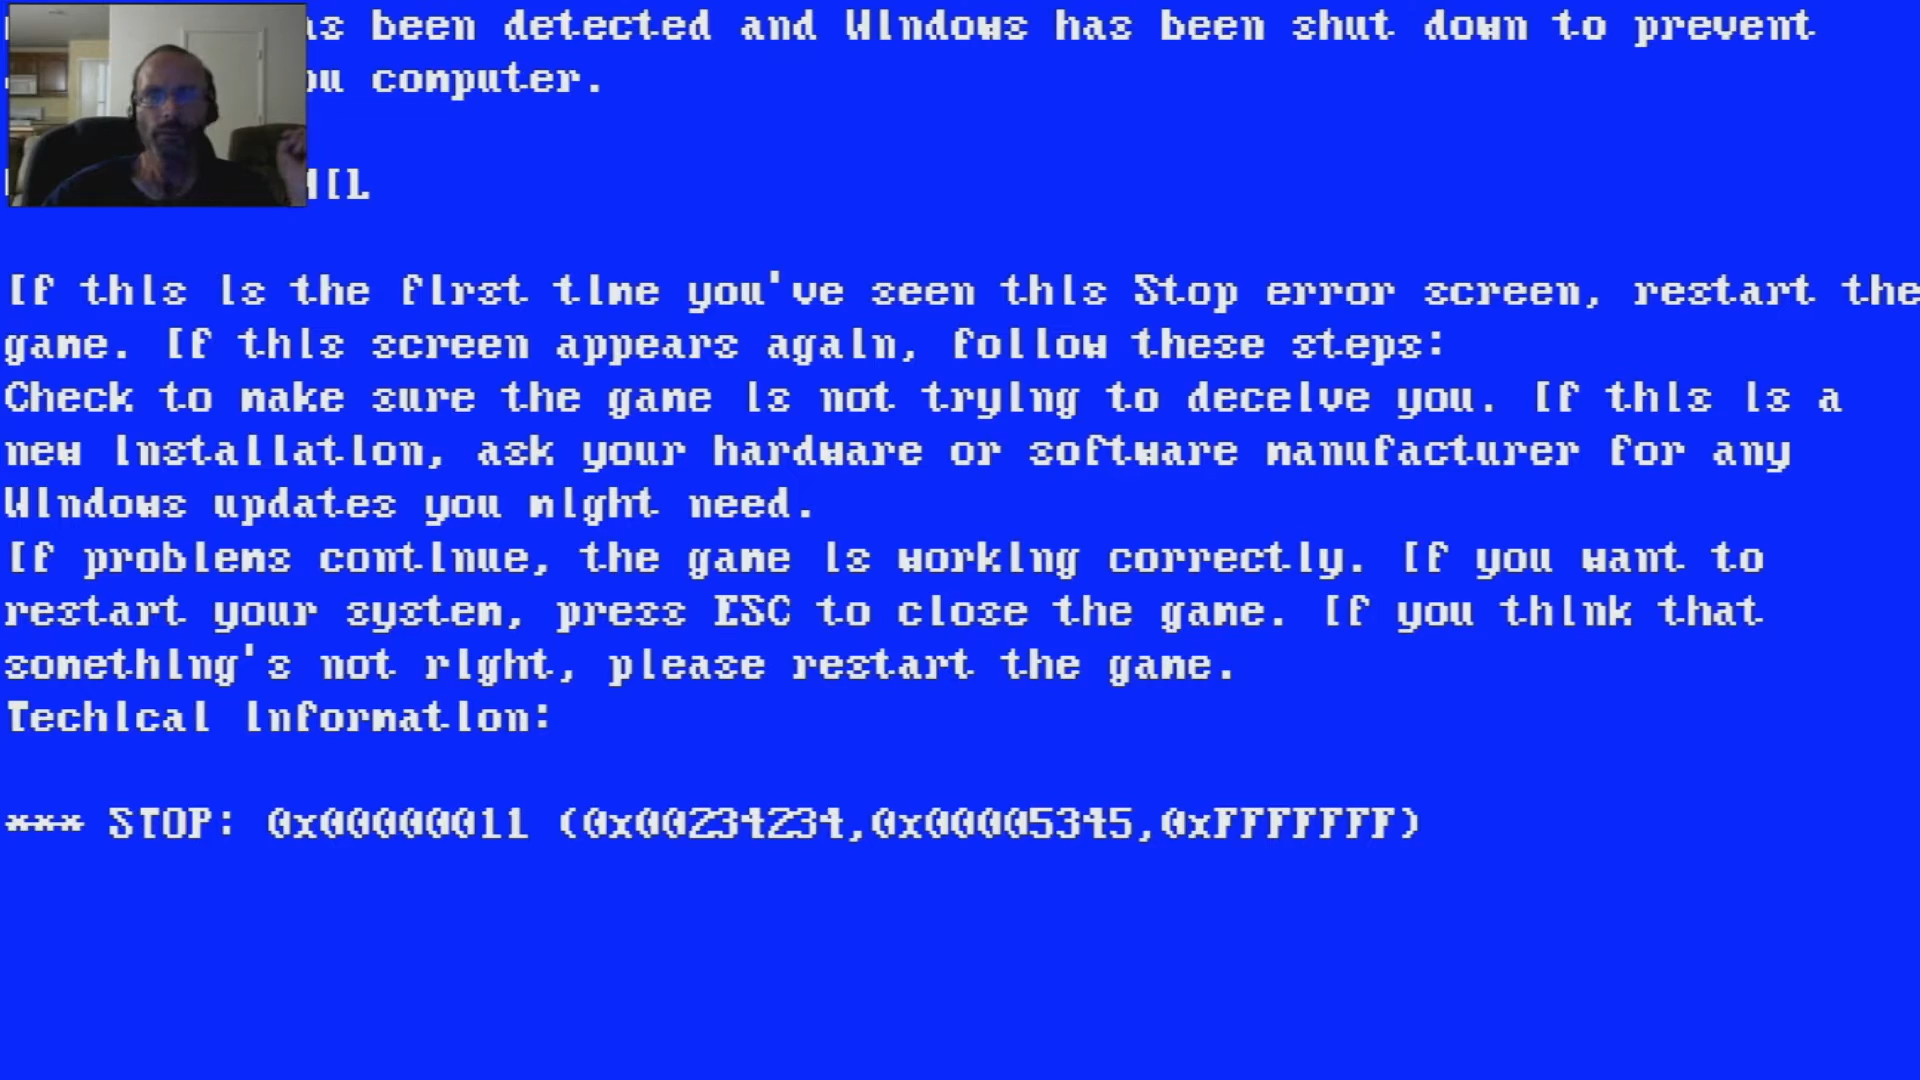 as been detected and Windows has been shut down to prevent
ou computer.
If this is the first time you've seen this Stop error screen, restart the
game. If this screen appears again, follow these steps:
Check to make sure the game is not trying to deceive you. If this is a
new installation, ask your hardware or software manufacturer for any
Windows updates you might need.
If problems continue, the game is working correctly. If you want to
restart your system, press ESC to close the game. If you think that
something's not right, please restart the game.
Techical information:
*** STOP: 0x00000011 (0x00234234,0x00005345,0xFFFFFFF)